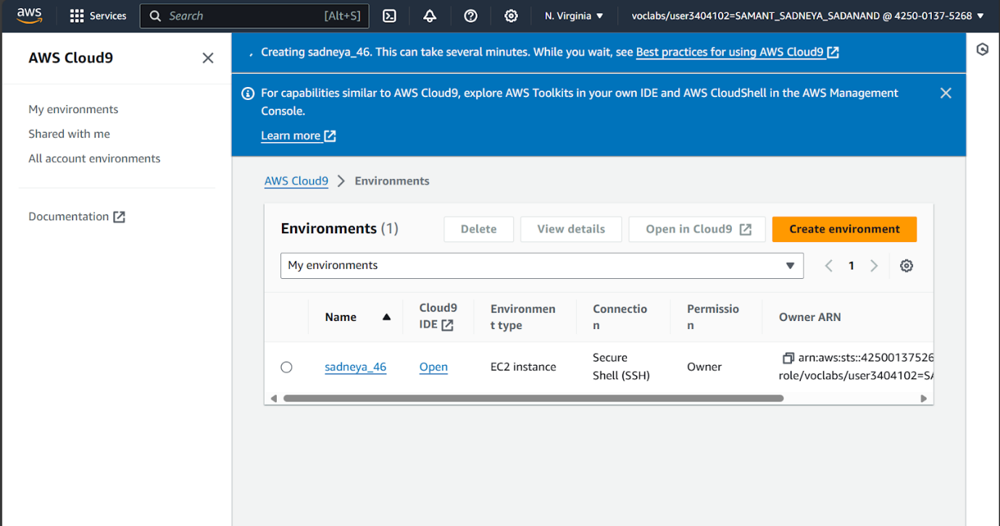 aws
Services
Search [Alt+S]
N. Virginia
voclabs/user3404102=SAMANT_SADNEYA_SADANAND @ 4250-0137-5268
AWS Cloud9
My environments
Shared with me
All account environments
Documentation
Creating sadneya_46. This can take several minutes. While you wait, see Best practices for using AWS Cloud9
For capabilities similar to AWS Cloud9, explore AWS Toolkits in your own IDE and AWS CloudShell in the AWS Management
Console.
Learn more
AWS Cloud9 > Environments
Environments (1)
Delete
View details
Open in Cloud9
Create environment
My environments
1
Name
Cloud9
IDE
Environmen
t type
Connectio
n
Permissio
n
Owner ARN
sadneya_46
Open
EC2 instance
Secure
Shell (SSH)
Owner
arn:aws:sts::42500137526
role/voclabs/user3404102=SA